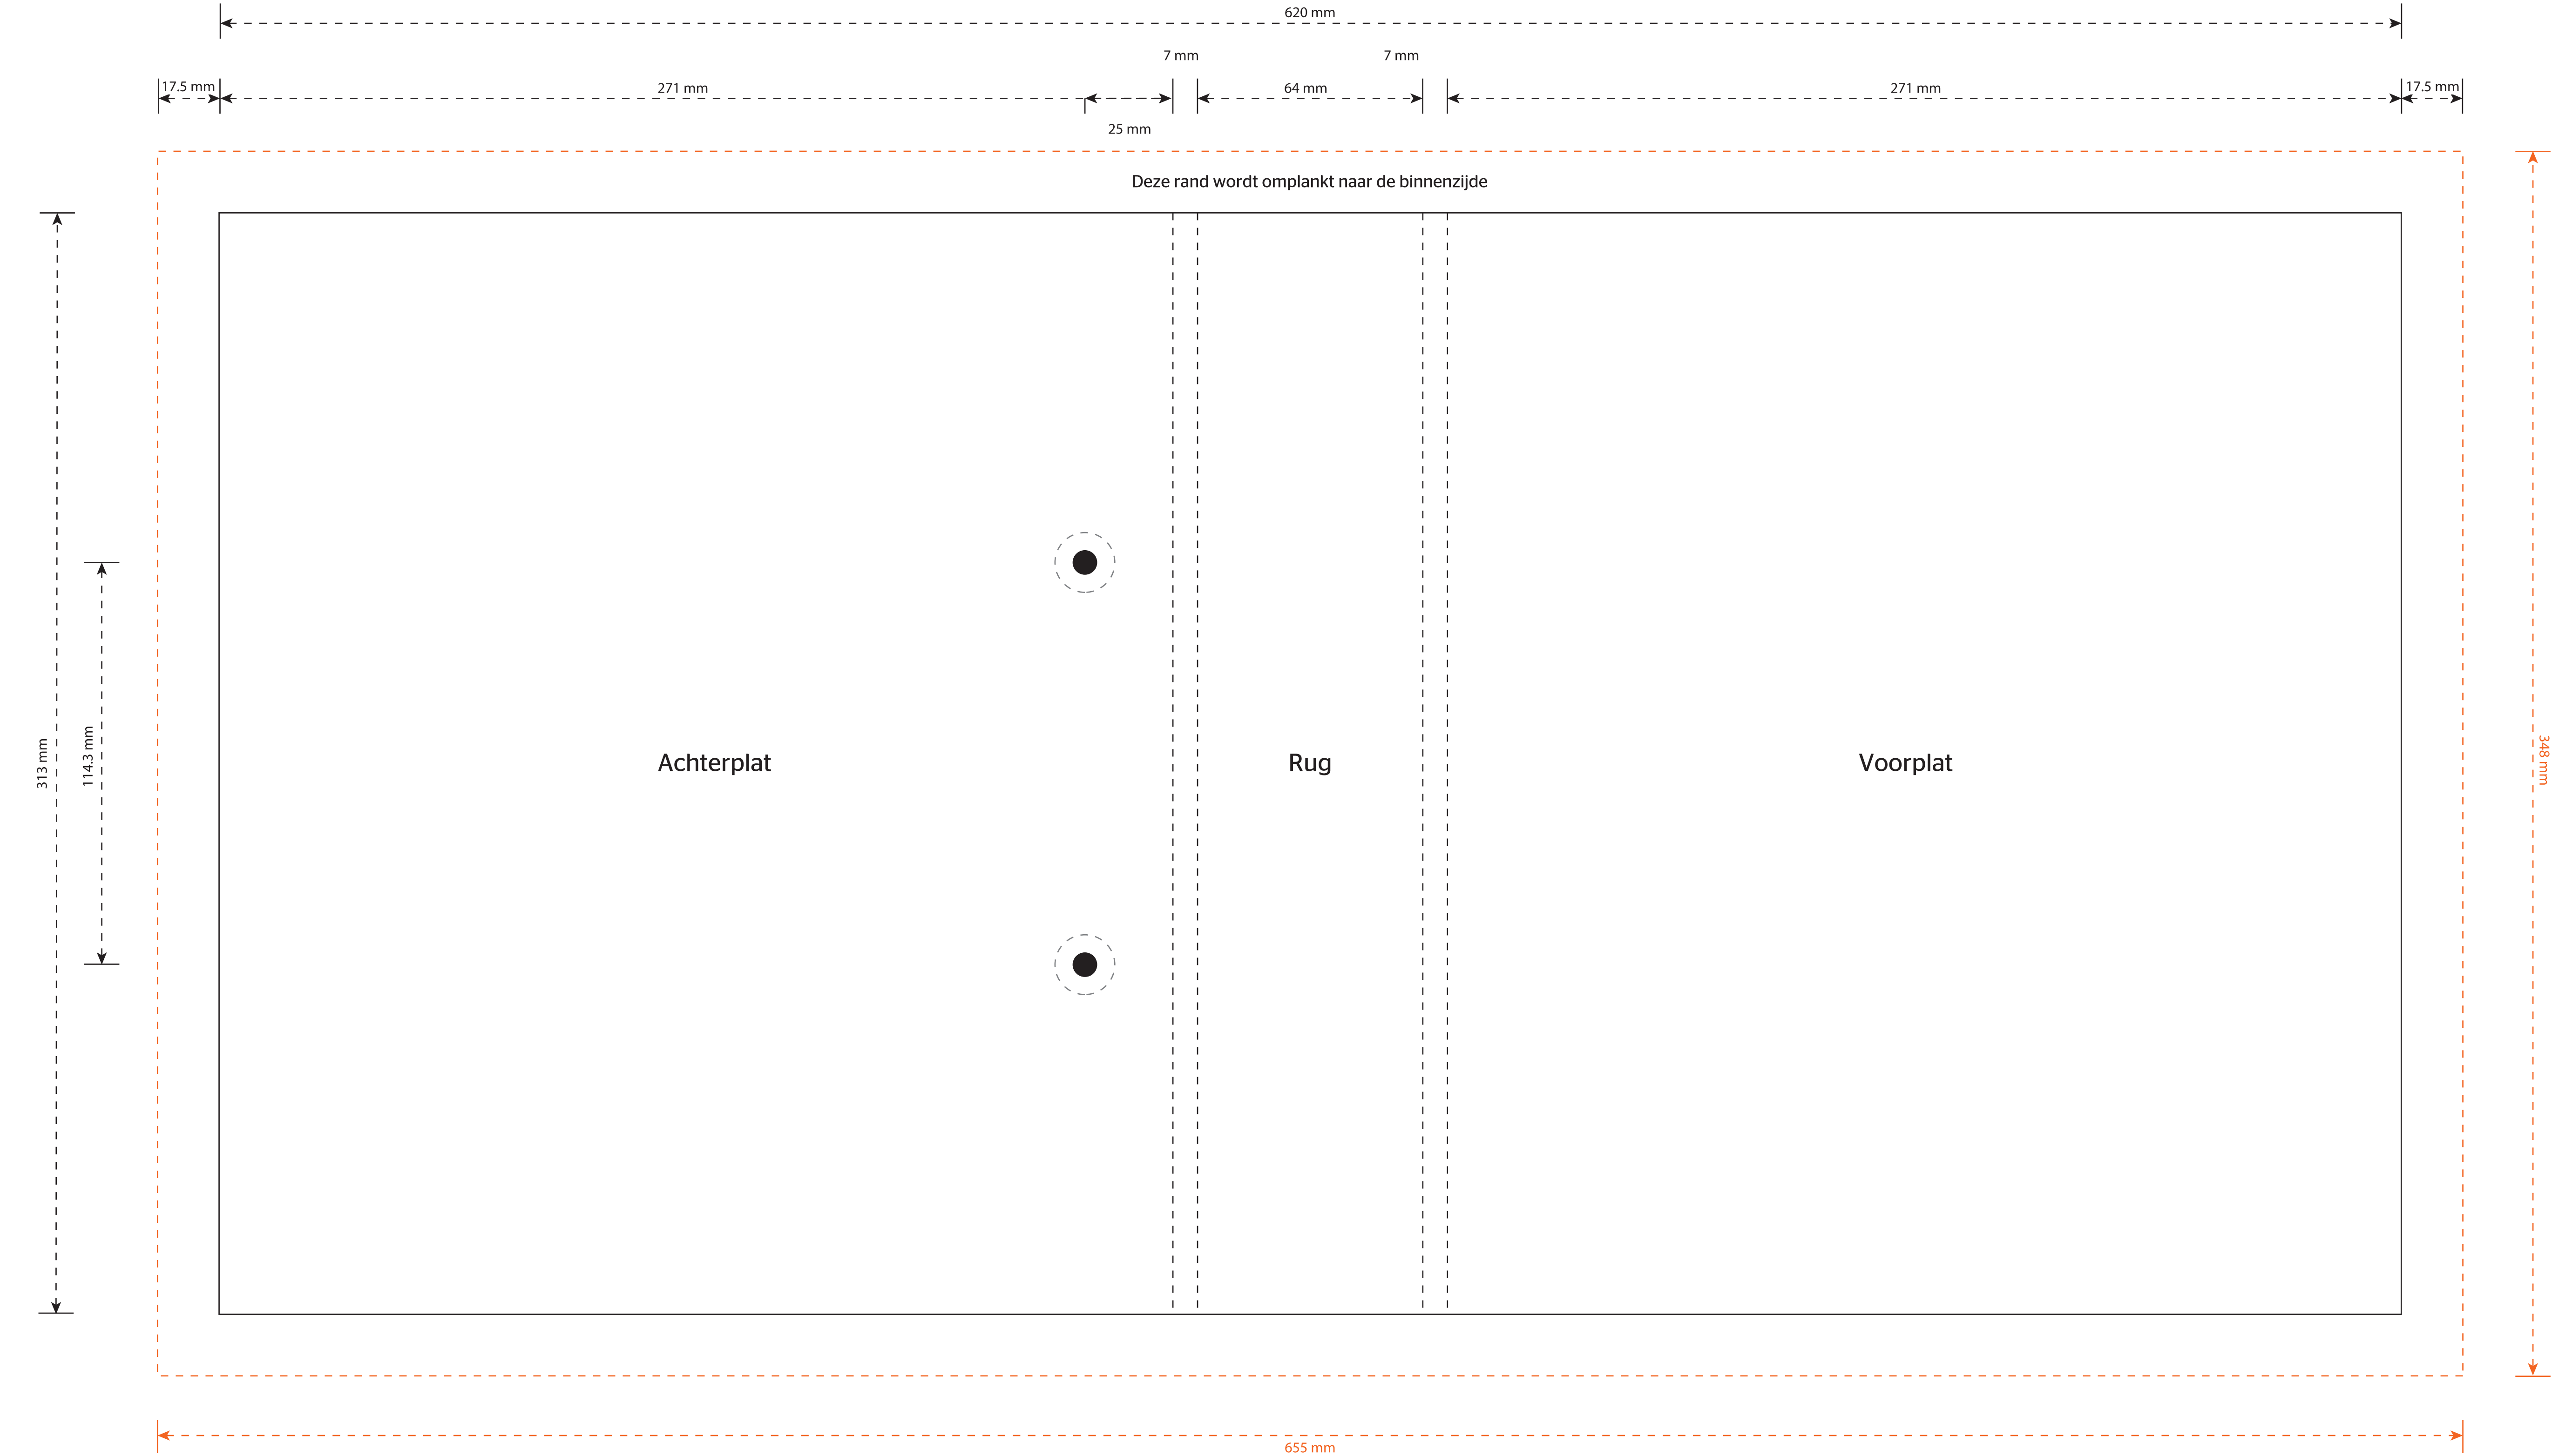 620 mm
7 mm
7 mm
17.5 mm
271 mm
64 mm
271 mm
17.5 mm
25 mm
Deze rand wordt omplankt naar de binnenzijde
313 mm
114.3 mm
Achterplat
Rug
Voorplat
348 mm
655 mm